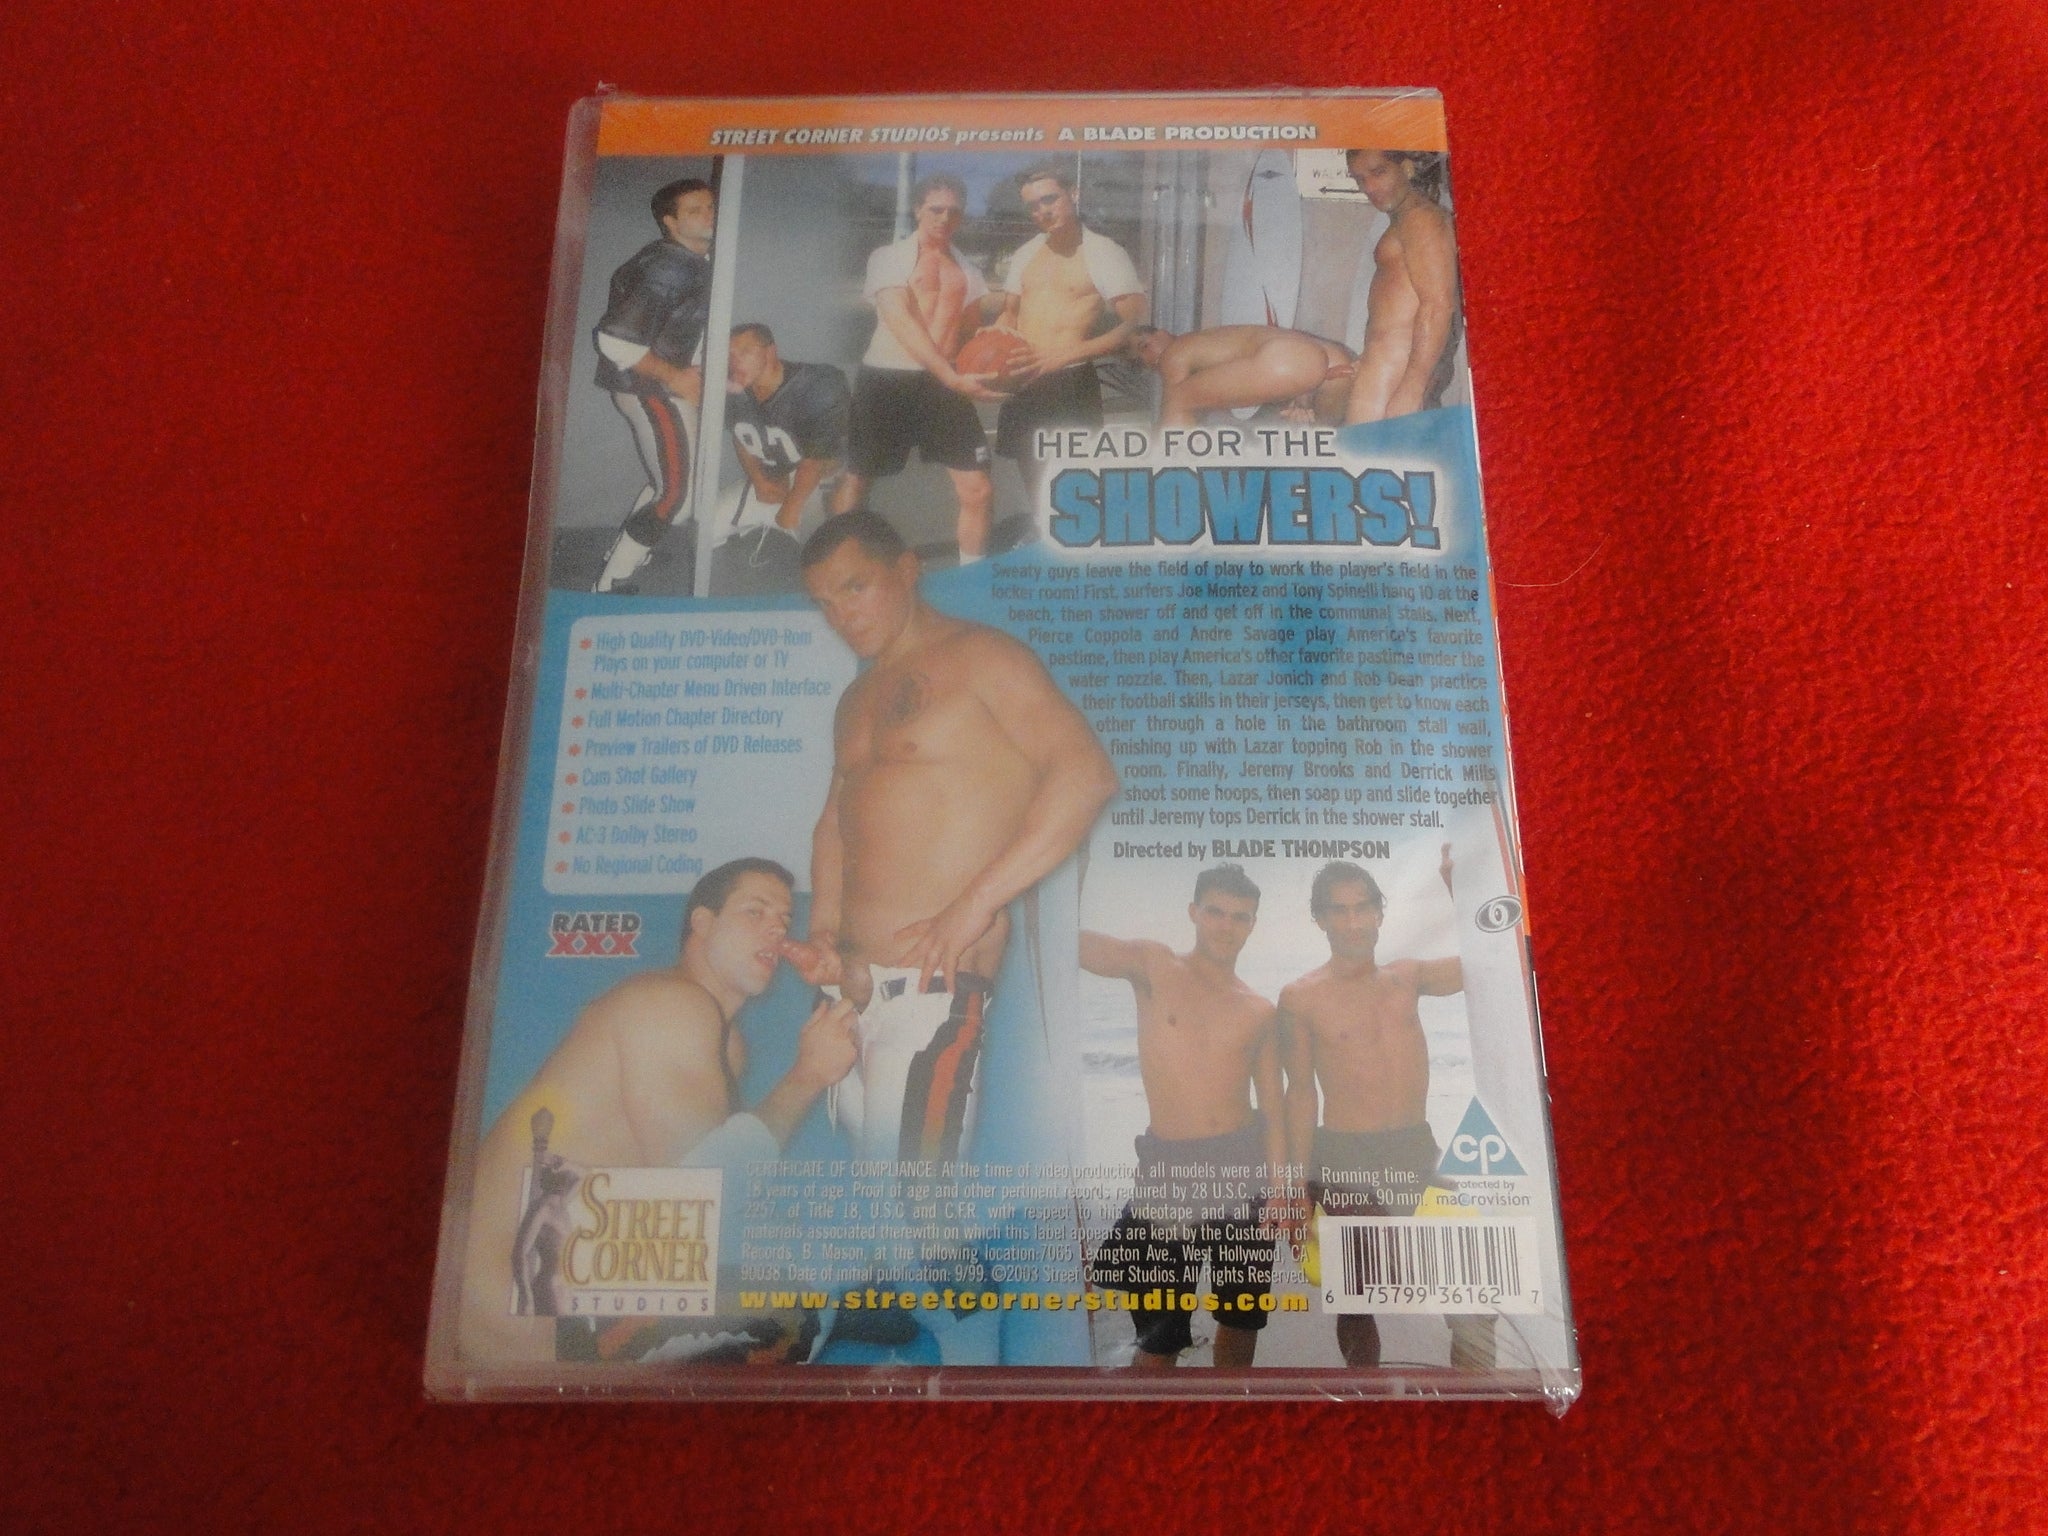 STREET CORNER STUDIOS presents A BLADE PRODUCTION
WALKW
87
HEAD FOR THE
SHOWERS!
Sweaty guys leave the field of play to work the player's field in the
locker room! First, surfers Joe Montez and Tony Spinelli hang 10 at the
beach, then shower off and get off in the communal stalls. Next,
Pierce Coppola and Andre Savage play America's favorite
pastime, then play America's other favorite pastime under the
water nozzle. Then, Lazar Jonich and Rob Dean practice
their football skills in their jerseys, then get to know each
other through a hole in the bathroom stall wall,
finishing up with Lazar topping Rob in the shower
room. Finally, Jeremy Brooks and Derrick Mills
shoot some hoops, then soap up and slide together
until Jeremy tops Derrick in the shower stall.
Directed by BLADE THOMPSON
* High Quality DVD-Video/DVD-Rom
Plays on your computer or TV
* Multi-Chapter Menu Driven Interface
* Full Motion Chapter Directory
* Preview Trailers of DVD Releases
* Cum Shot Gallery
* Photo Slide Show
* AC-3 Dolby Stereo
* No Regional Coding
RATED
XXX
STREET
CORNER
STUDIOS
CERTIFICATE OF COMPLIANCE: At the time of video production, all models were at least
18 years of age. Proof of age and other pertinent records required by 28 U.S.C., section
2257, of Title 18, U.S.C and C.F.R. with respect to this videotape and all graphic
materials associated therewith on which this label appears are kept by the Custodian of
Records, B. Mason, at the following location:7065 Lexington Ave., West Hollywood, CA
90038. Date of initial publication: 9/99. ©2003 Street Corner Studios. All Rights Reserved.
www.streetcornerstudios.com
Running time:
Approx. 90 min.
cp
protected by
macrovision
6 75799 36162 7